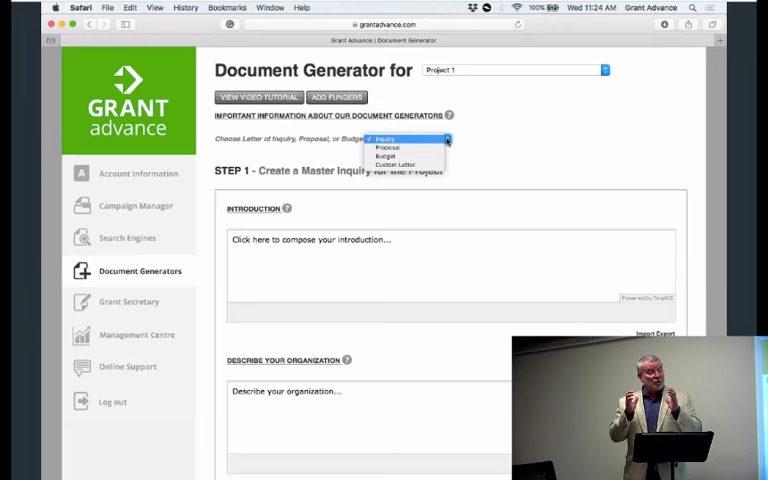 Safari File Edit View History Bookmarks Window Help 100% Wed 11:24 AM Grant Advance
grantadvance.com
Grant Advance | Document Generator
GRANT
advance
Account Information
Campaign Manager
Search Engines
Document Generators
Grant Secretary
Management Centre
Online Support
Log out
Document Generator for Project 1
VIEW VIDEO TUTORIAL ADD FUNDERS
IMPORTANT INFORMATION ABOUT OUR DOCUMENT GENERATORS ?
Choose Letter of Inquiry, Proposal, or Budge ✓ Inquiry
Proposal
Budget
Custom Letter
STEP 1 - Create a Master Inquiry for the Project
INTRODUCTION ?
Click here to compose your introduction...
Powered by TinyMCE
Import Export
DESCRIBE YOUR ORGANIZATION ?
Describe your organization...